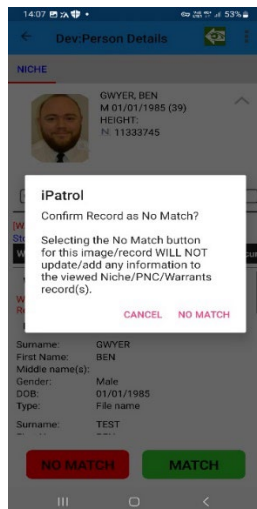 14:07
53%
Dev:Person Details
NICHE
GWYER, BEN
M 01/01/1985 (39)
HEIGHT:
N: 11333745
iPatrol
Confirm Record as No Match?
Selecting the No Match button
for this image/record WILL NOT
update/add any information to
the viewed Niche/PNC/Warrants
record(s).
CANCEL NO MATCH
Surname: GWYER
First Name: BEN
Middle name(s):
Gender: Male
DOB: 01/01/1985
Type: File name
Surname: TEST
NO MATCH MATCH